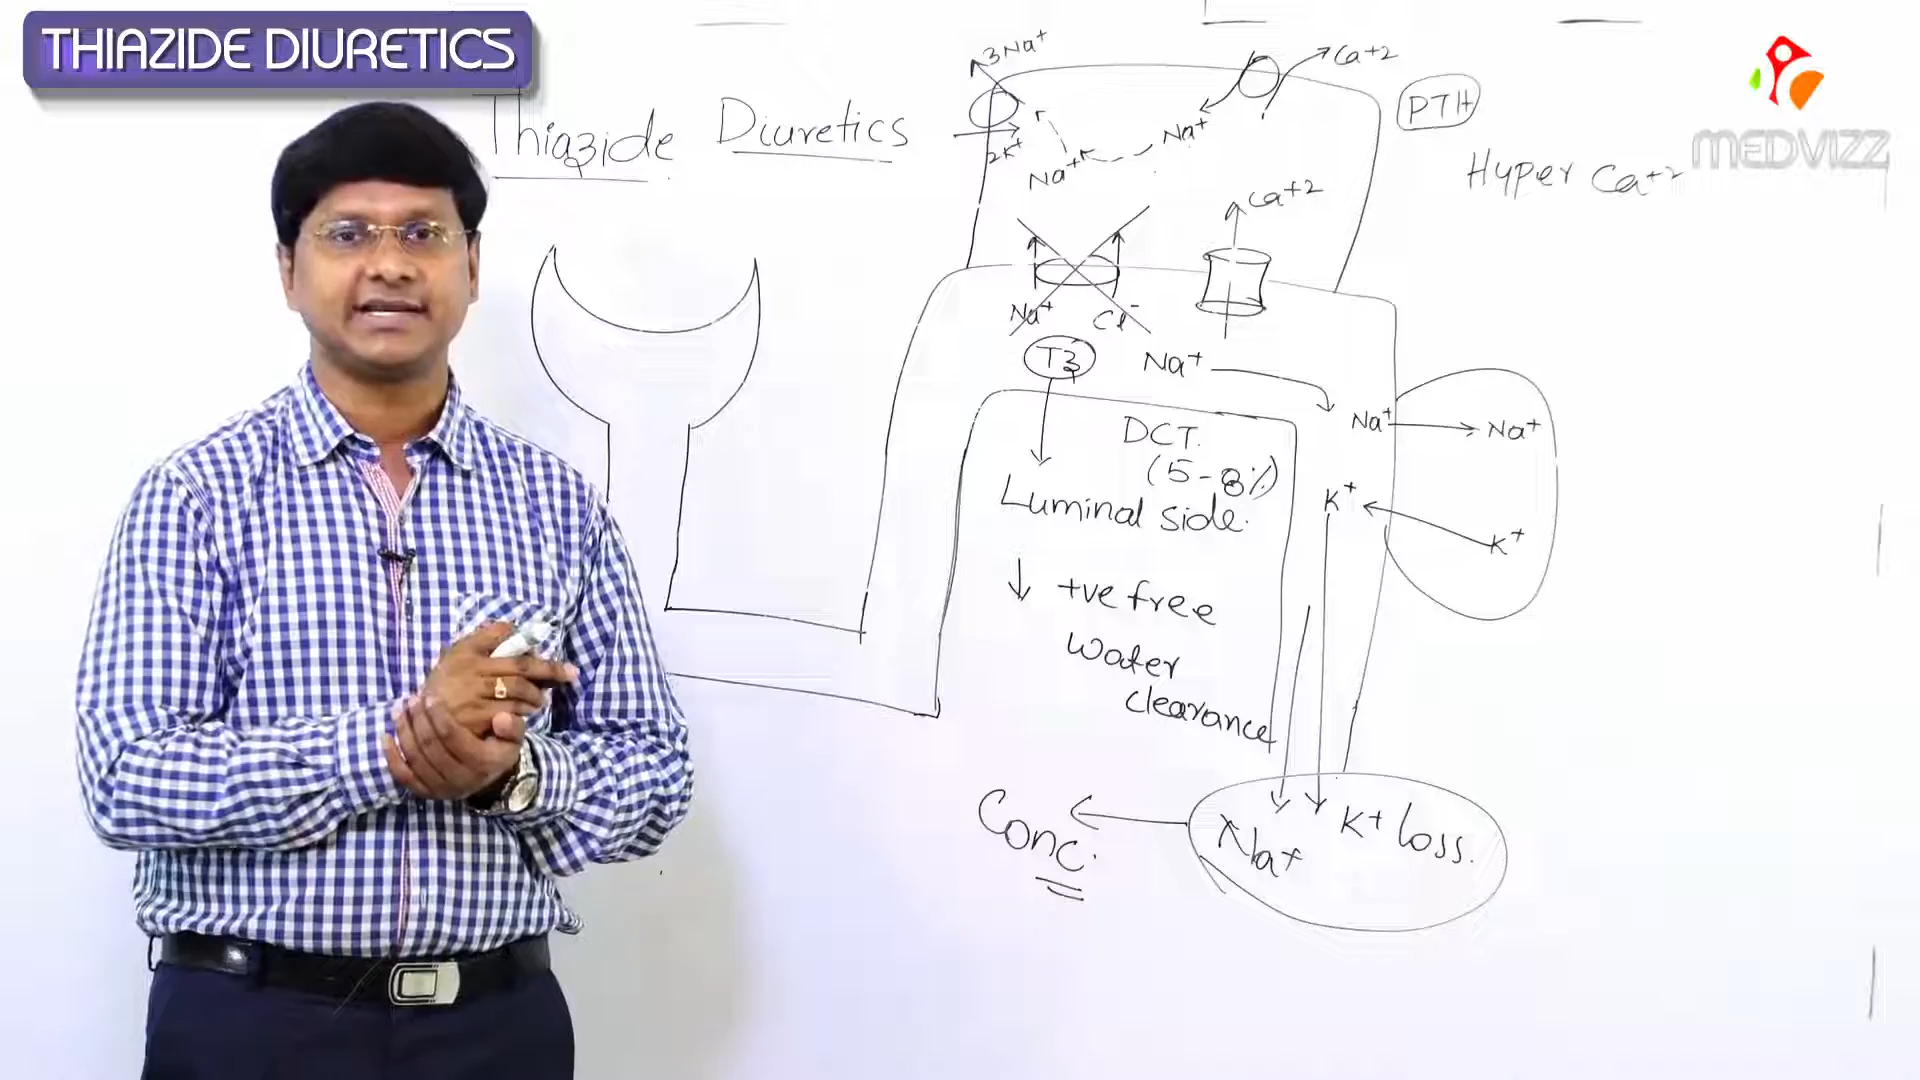 THIAZIDE DIURETICS
MEDVIZZ
Thiazide Diuretics
3Na+
2K+
Na+
Na+
Ca+2
PTH
Hyper Ca+2
Ca+2
Na+
Cl-
TZ
Na+
Na+
Na+
K+
K+
DCT.
(5-8%)
Luminal side.
↓ +ve free
water
clearance
Conc.
Na+
K+ loss.